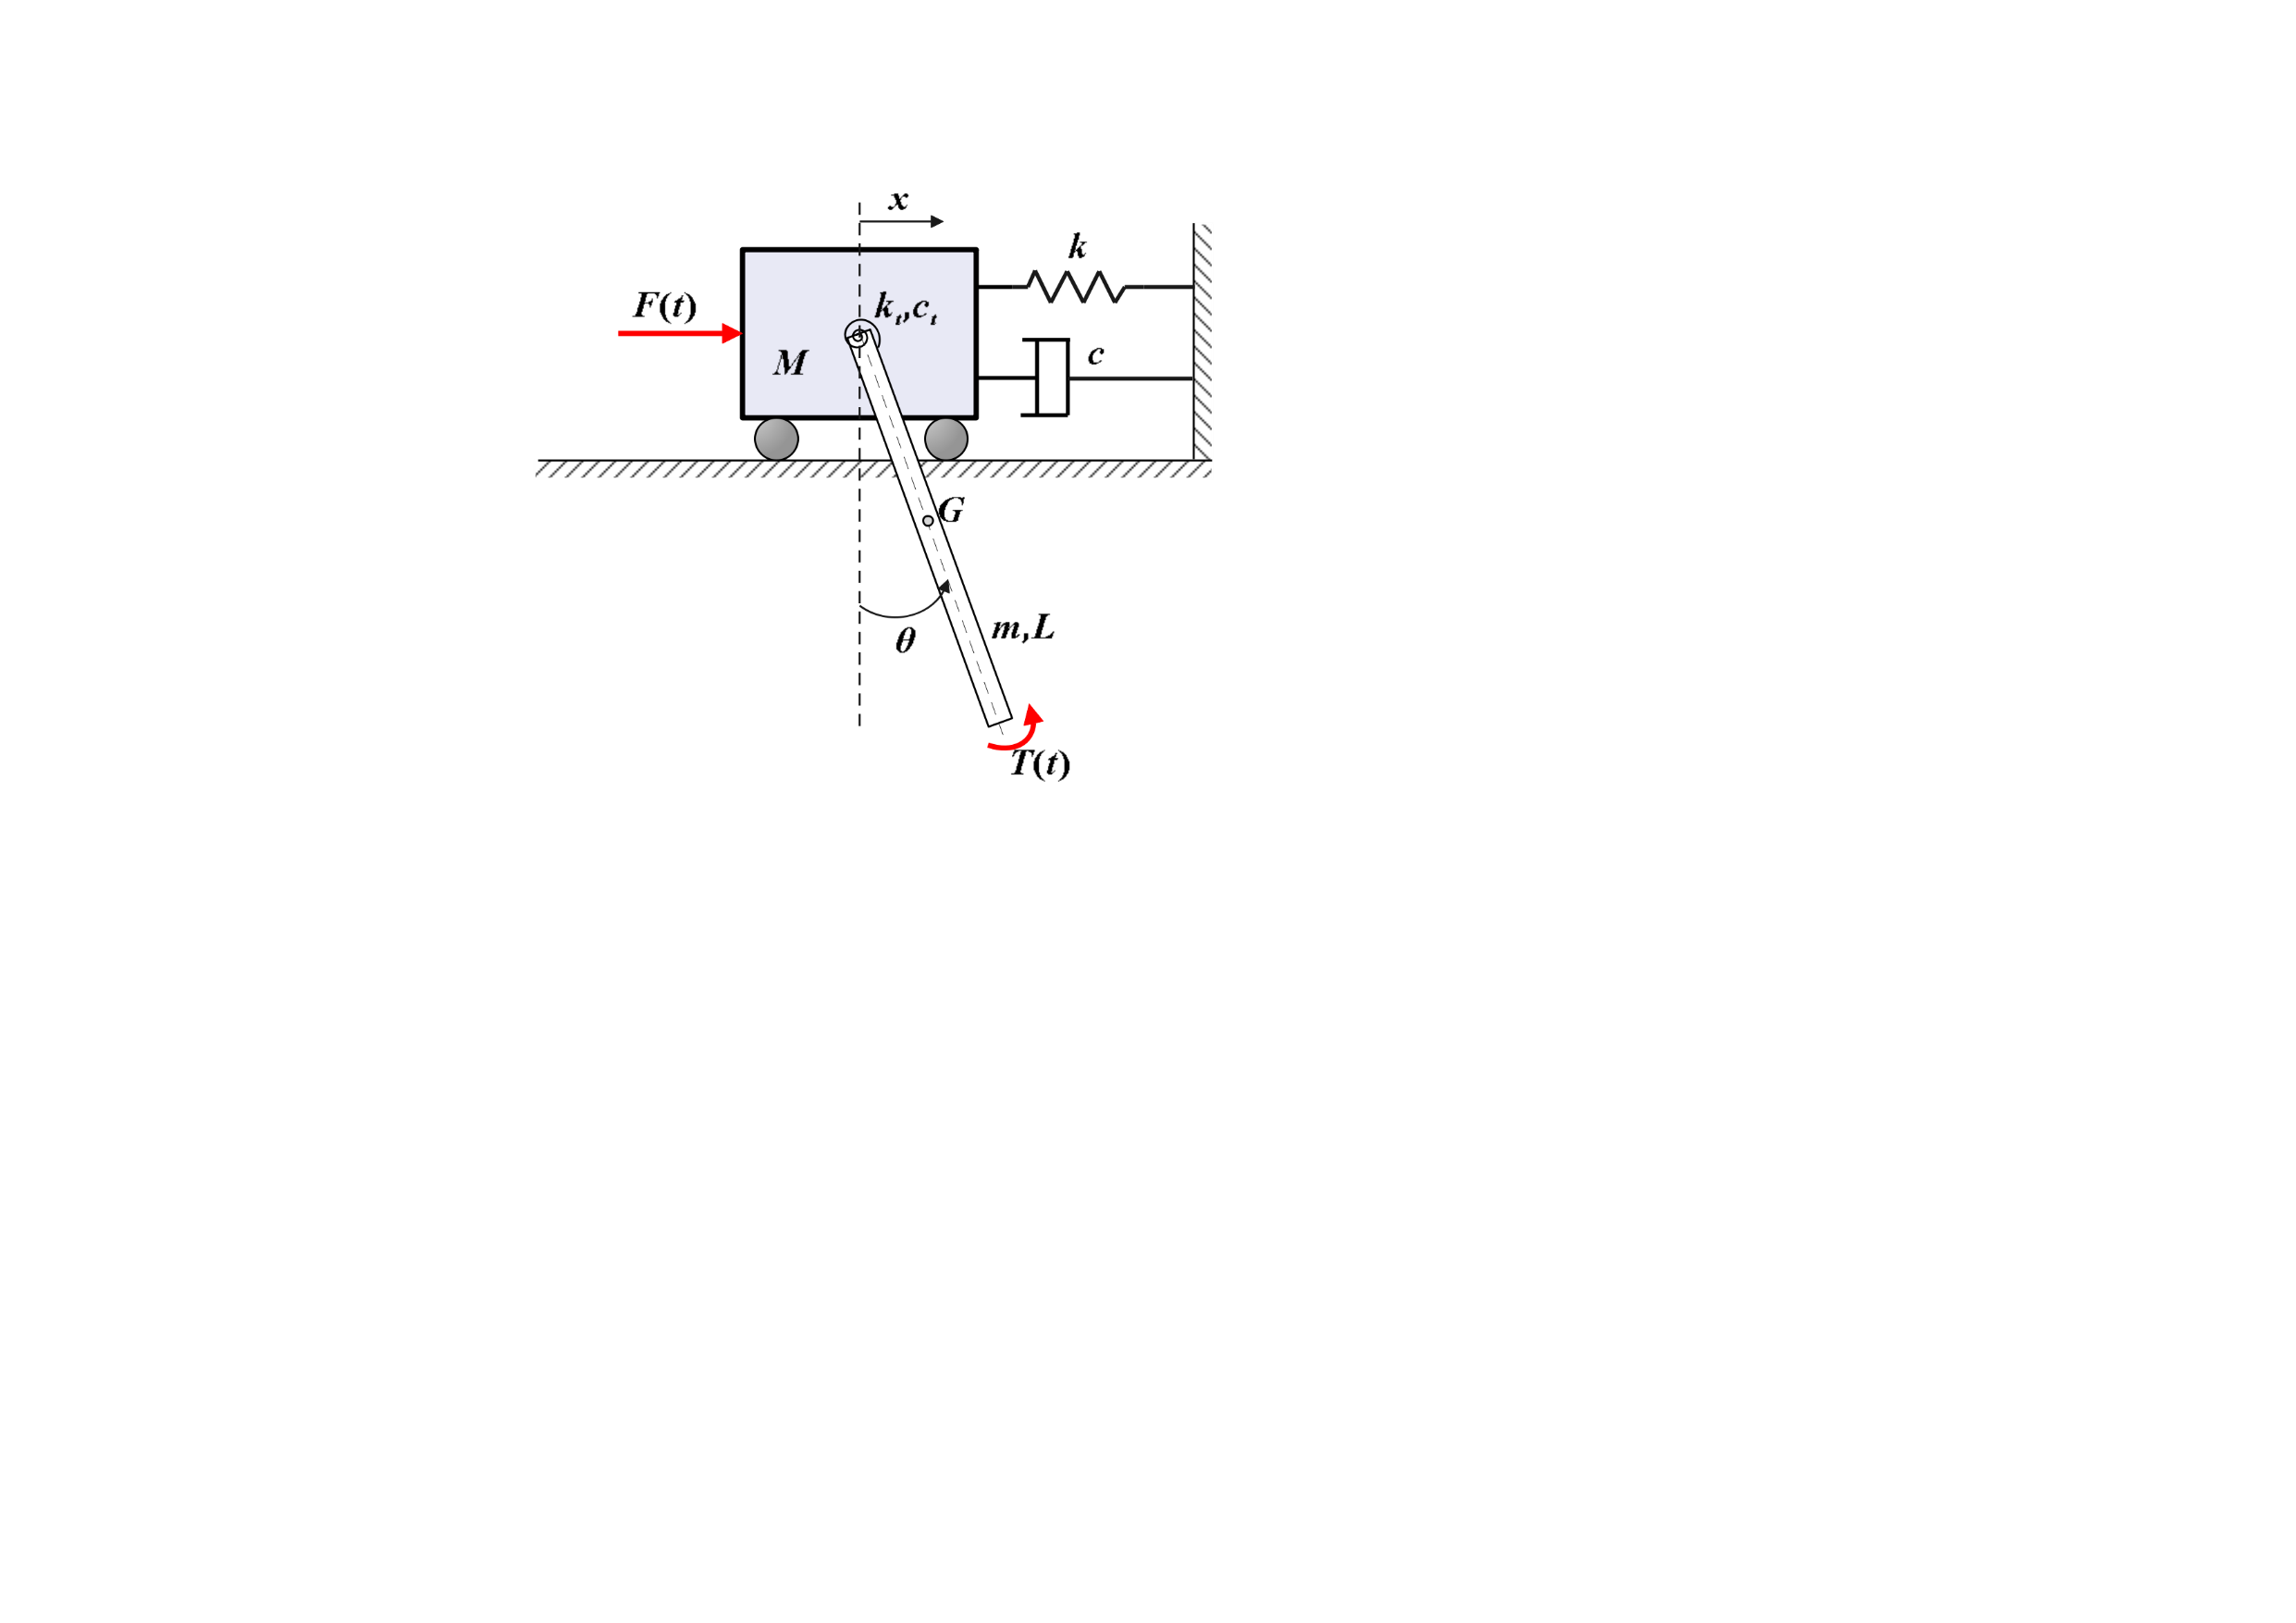 x
k
F(t)
k_t,c_t
M
c
G
θ
m,L
T(t)